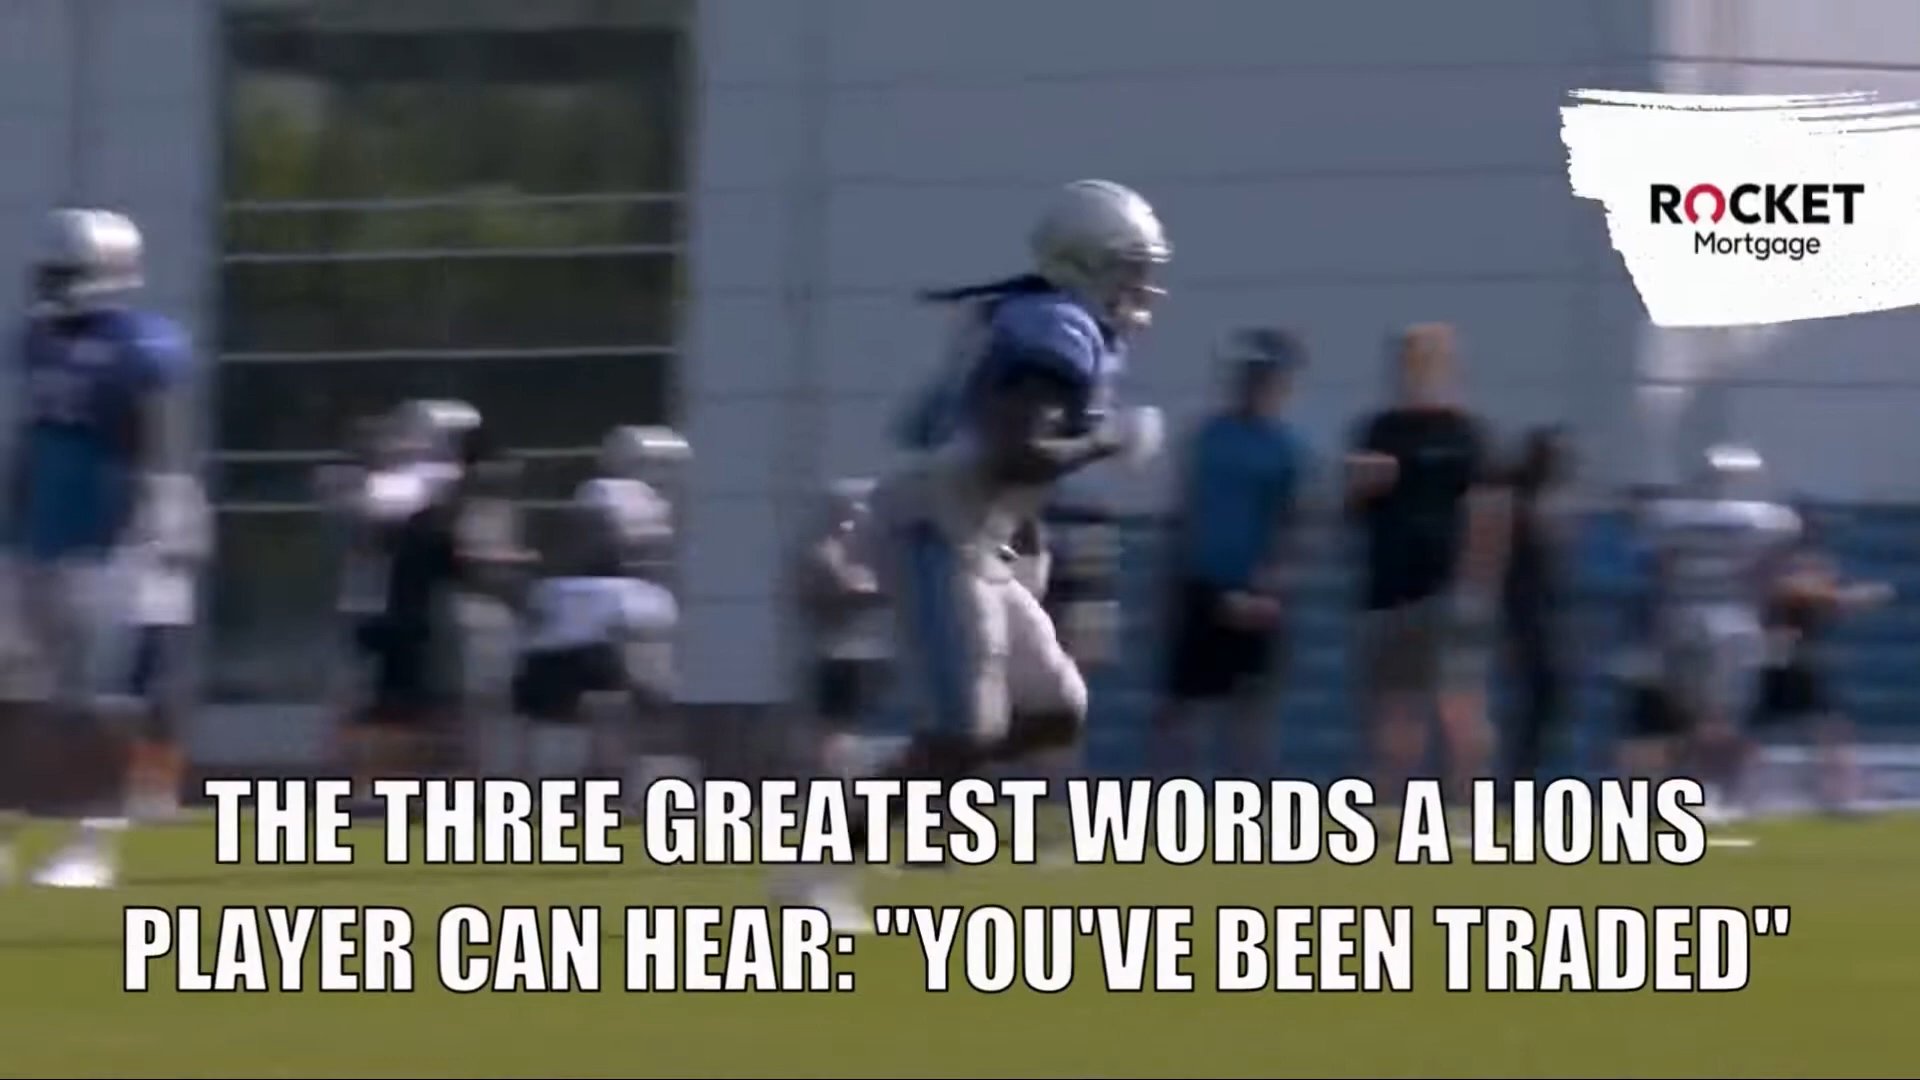 ROCKET
Mortgage
THE THREE GREATEST WORDS A LIONS
PLAYER CAN HEAR: "YOU'VE BEEN TRADED"